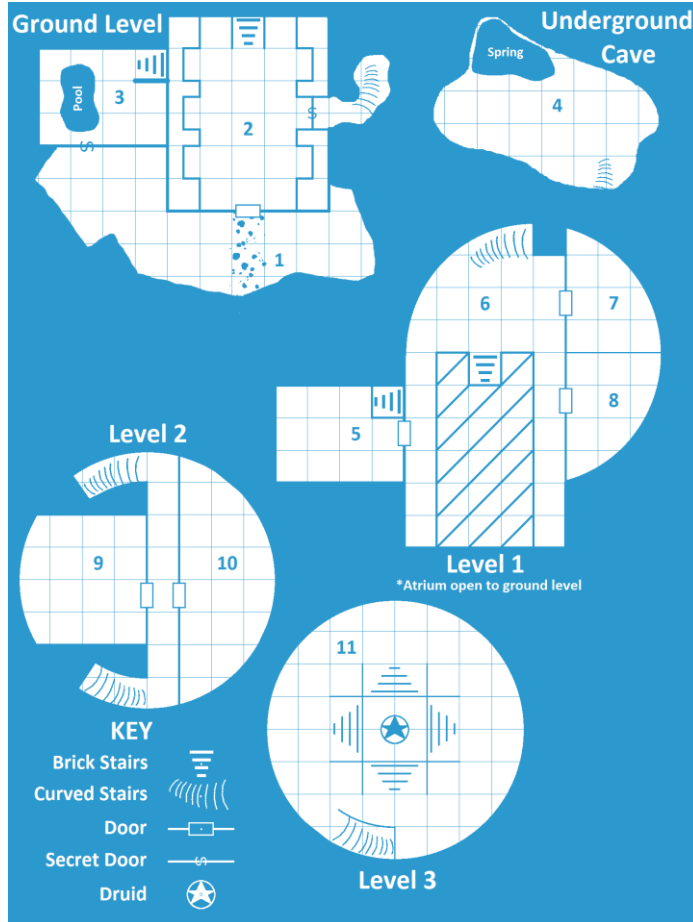 Ground Level
Underground
Cave
Spring
Pool
3
2
S
S
4
1
6
7
5
8
Level 2
Level 1
*Atrium open to ground level
9
10
11
KEY
Brick Stairs
Curved Stairs
Door
Secret Door
S
Druid
Level 3